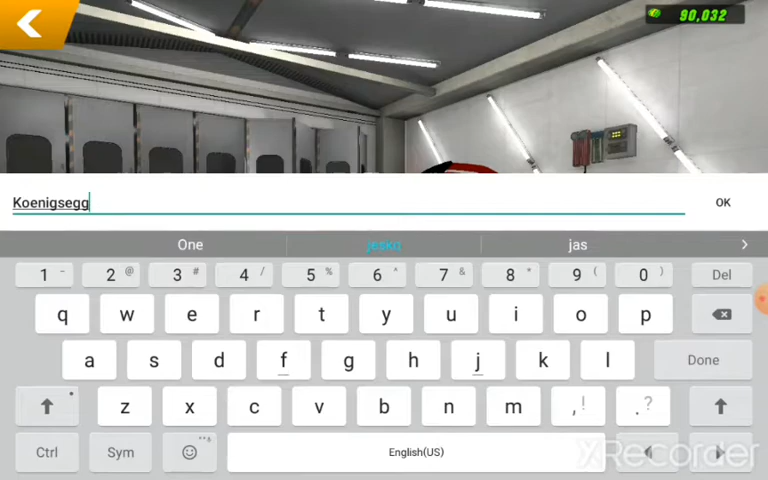 90,032
Koenigsegg
OK
One jesko jas >
1 - 2 @ 3 # 4 / 5 % 6 ^ 7 & 8 * 9 ( 0 ) Del
q w e r t y u i o p
a s d f g h j k l Done
z x c v b n m , ! . ?
Ctrl Sym English(US)
XRecorder